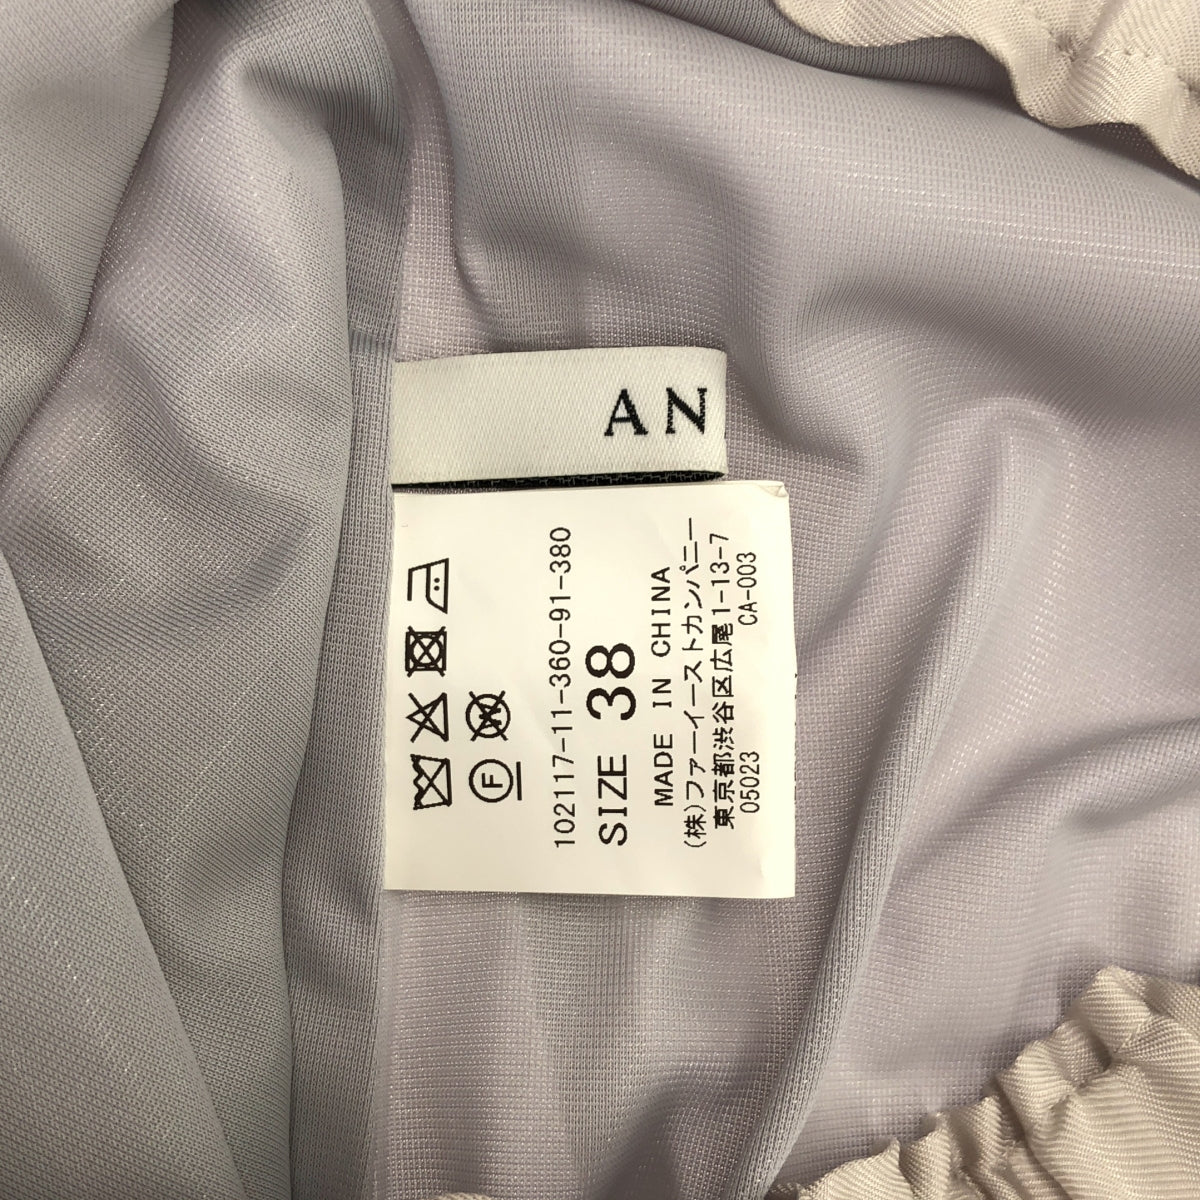 AN
102117-11-360-91-380
SIZE 38
MADE IN CHINA
(株)ファーイーストカンパニー
東京都渋谷区広尾1-13-7
05023 CA-003
F
W